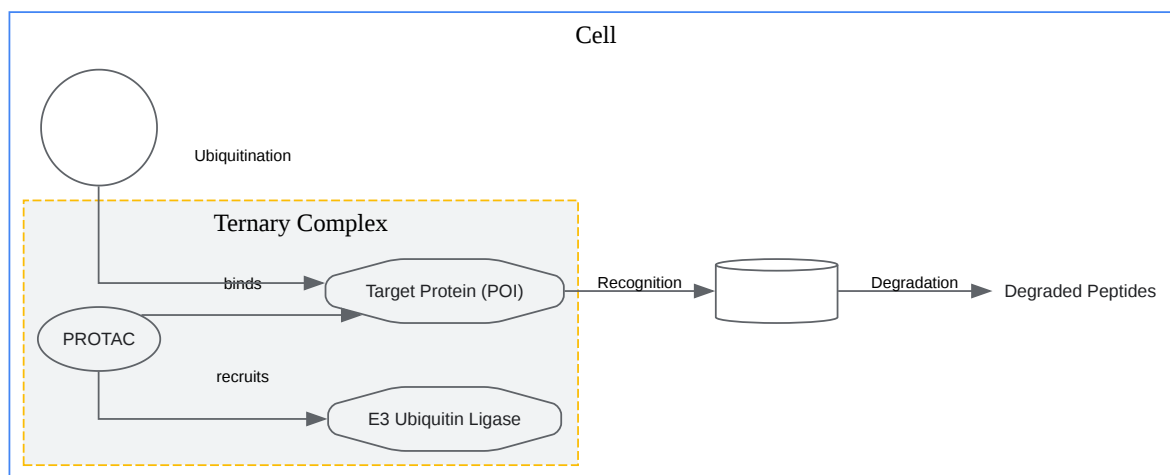 Cell
Ubiquitination
Ternary Complex
binds
Target Protein (POI)
Recognition
Degradation
Degraded Peptides
PROTAC
recruits
E3 Ubiquitin Ligase